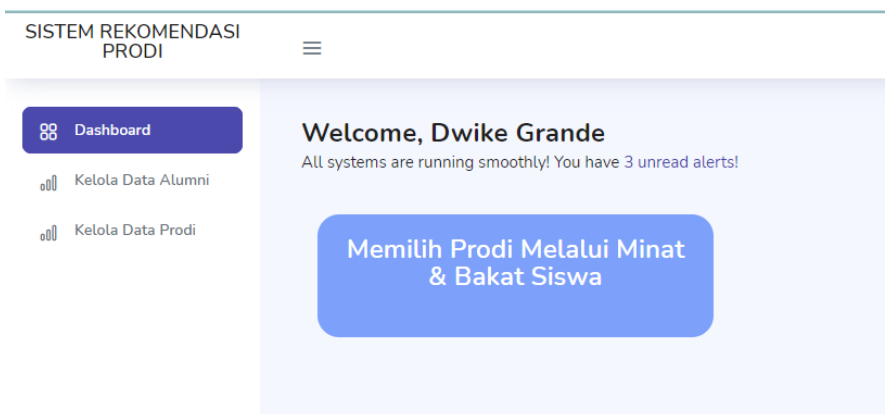 SISTEM REKOMENDASI
PRODI
Dashboard
Kelola Data Alumni
Kelola Data Prodi
Welcome, Dwike Grande
All systems are running smoothly! You have 3 unread alerts!
Memilih Prodi Melalui Minat
& Bakat Siswa